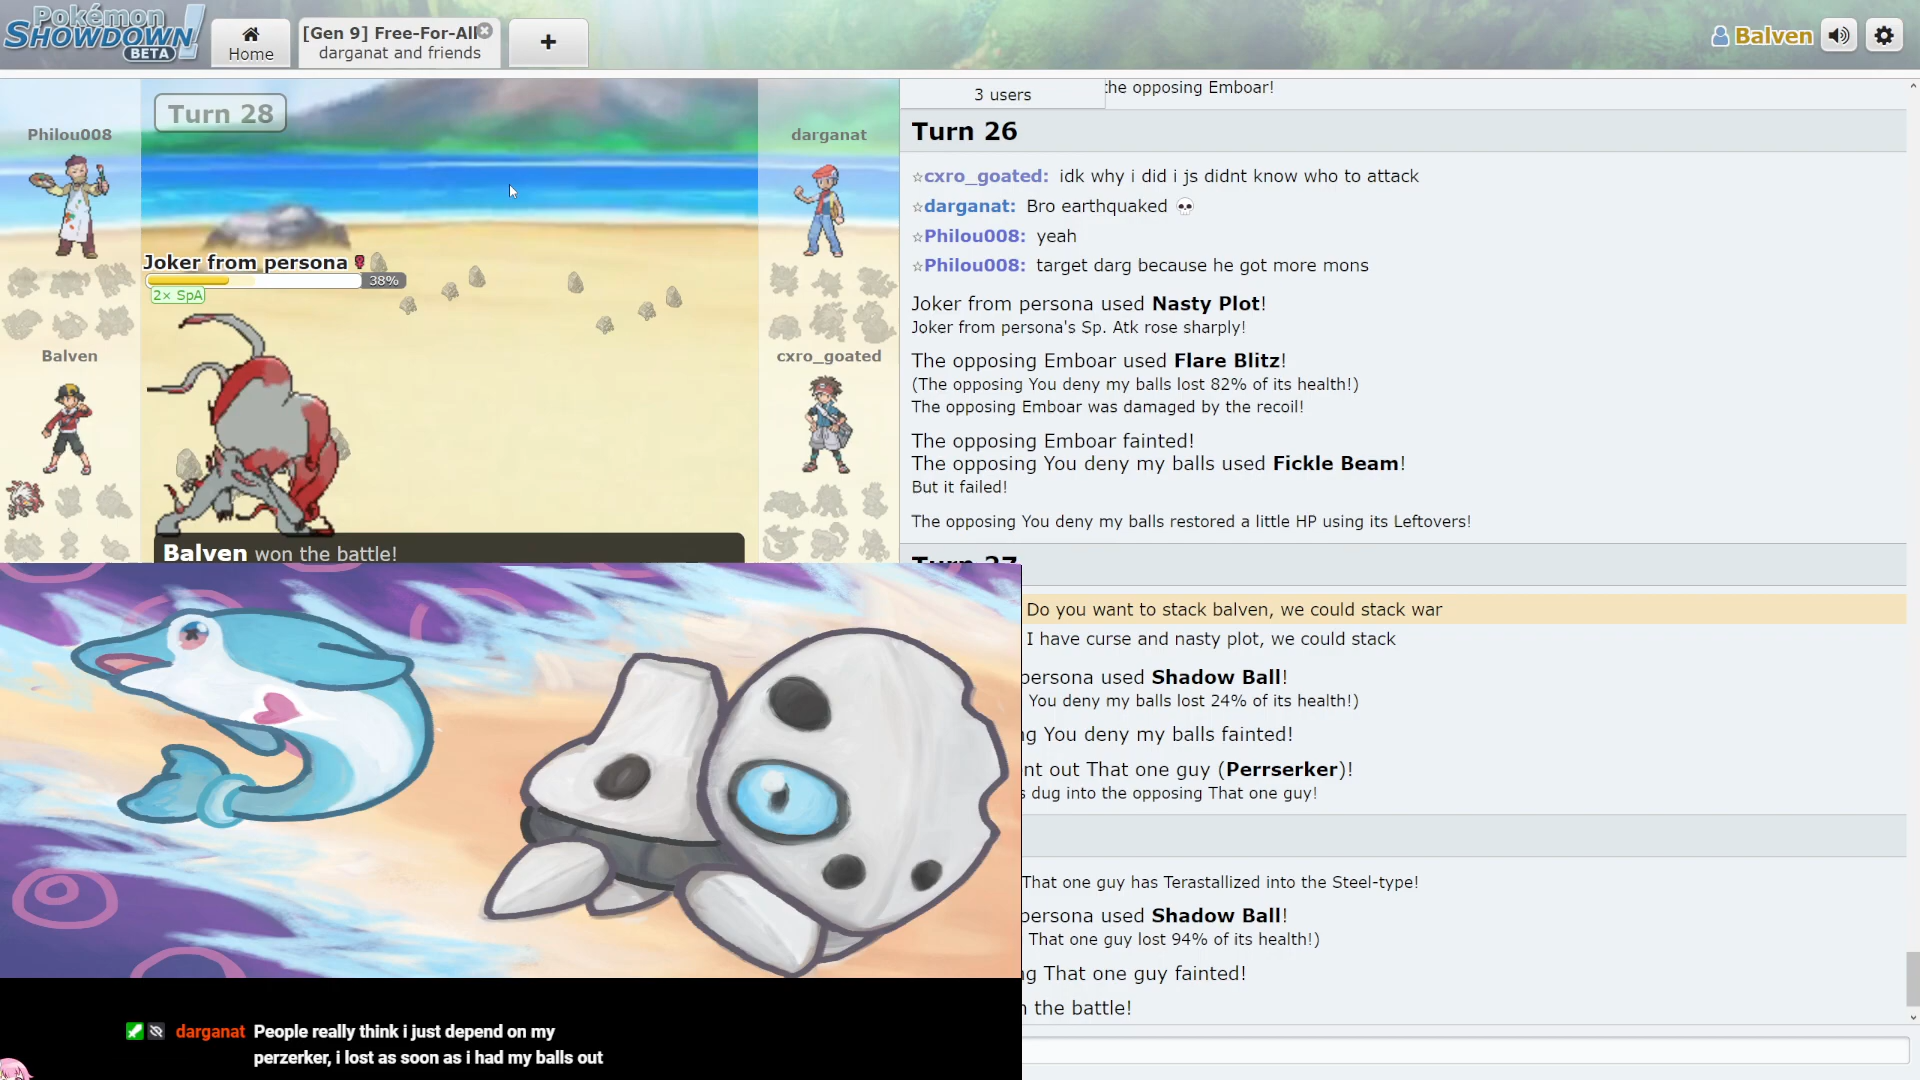 Pokémon
SHOWDOWN!
BETA
Home
[Gen 9] Free-For-All
darganat and friends
+
Balven
Turn 28
Philou008
darganat
Joker from persona
38%
2× SpA
Balven
cxro_goated
Balven won the battle!
3 users
the opposing Emboar!
Turn 26
☆cxro_goated: idk why i did i js didnt know who to attack
☆darganat: Bro earthquaked 💀
☆Philou008: yeah
☆Philou008: target darg because he got more mons
Joker from persona used Nasty Plot!
Joker from persona's Sp. Atk rose sharply!
The opposing Emboar used Flare Blitz!
(The opposing You deny my balls lost 82% of its health!)
The opposing Emboar was damaged by the recoil!
The opposing Emboar fainted!
The opposing You deny my balls used Fickle Beam!
But it failed!
The opposing You deny my balls restored a little HP using its Leftovers!
Turn 27
Do you want to stack balven, we could stack war
I have curse and nasty plot, we could stack
persona used Shadow Ball!
You deny my balls lost 24% of its health!)
g You deny my balls fainted!
nt out That one guy (Perrserker)!
s dug into the opposing That one guy!
That one guy has Terastallized into the Steel-type!
persona used Shadow Ball!
That one guy lost 94% of its health!)
g That one guy fainted!
n the battle!
darganat People really think i just depend on my
perzerker, i lost as soon as i had my balls out